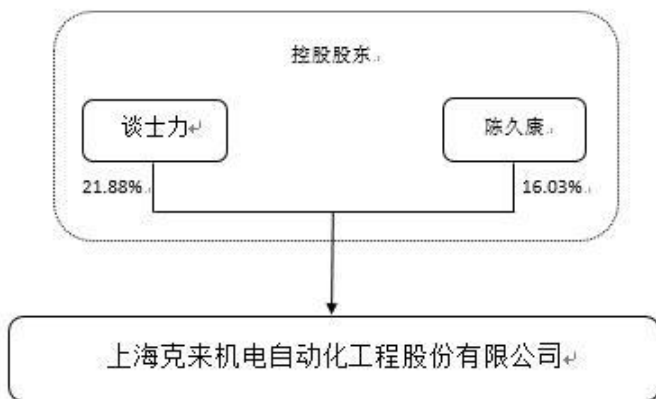 控股股东
谈士力
陈久康
21.88%
16.03%
上海克来机电自动化工程股份有限公司